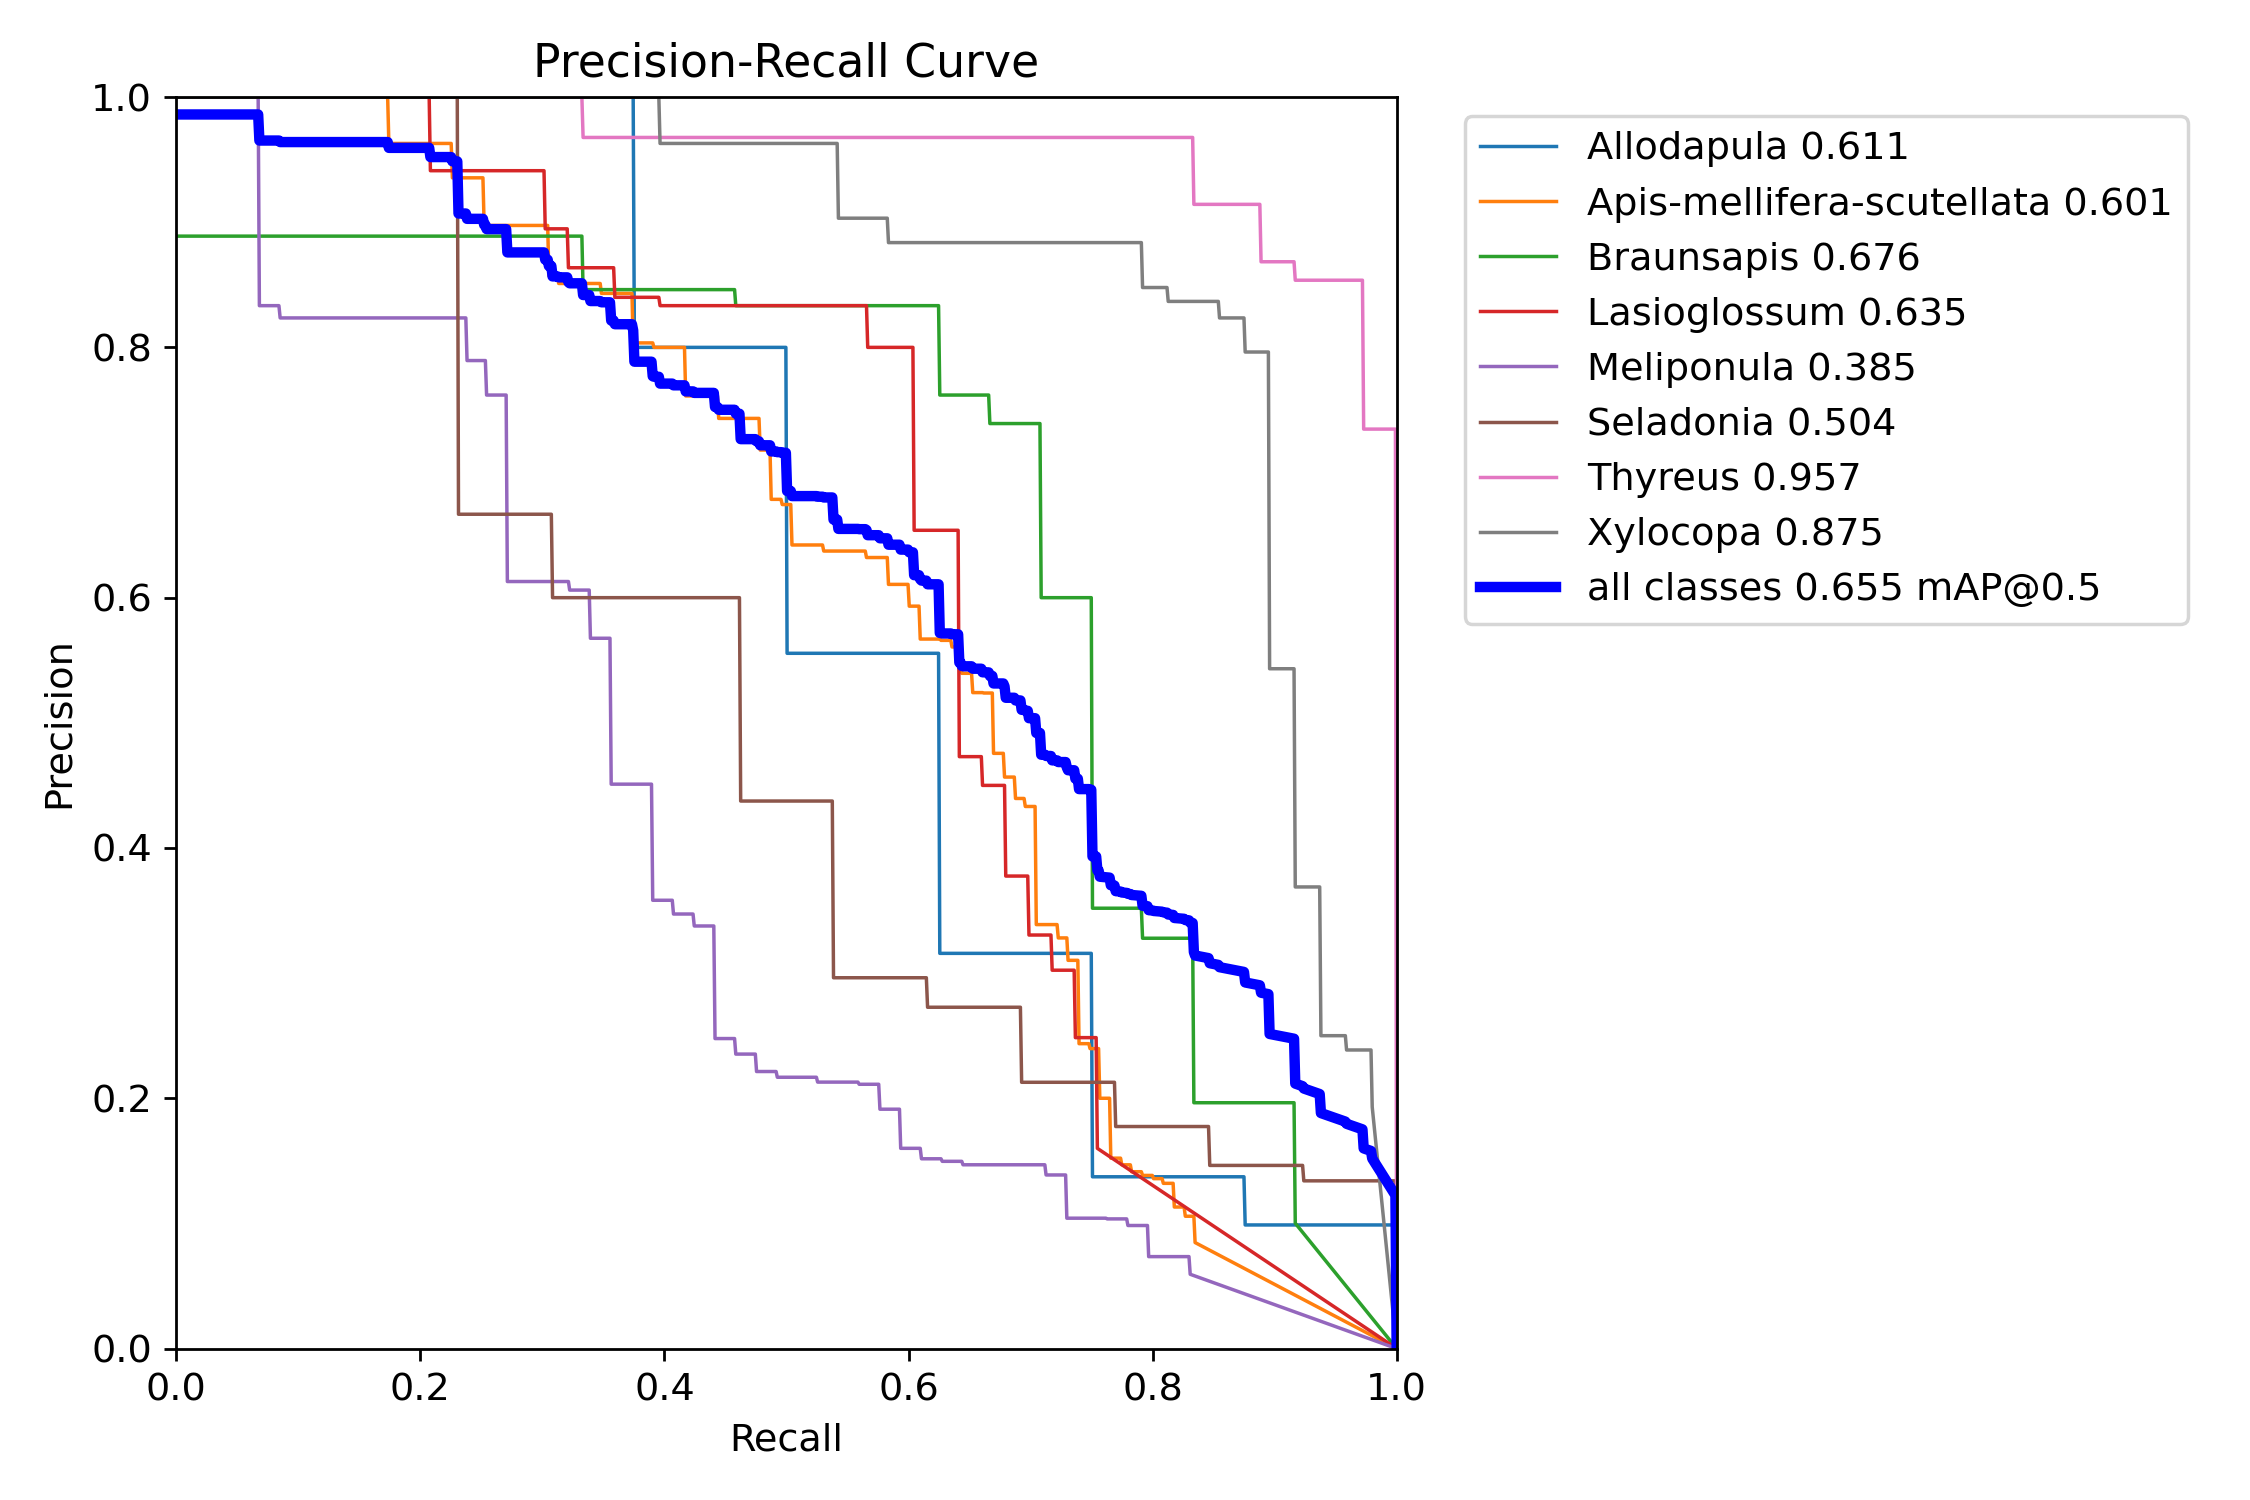 Precision-Recall Curve
1.0
0.8
0.6
0.4
0.2
0.0
Precision
0.0 0.2 0.4 0.6 0.8 1.0
Recall
Allodapula 0.611
Apis-mellifera-scutellata 0.601
Braunsapis 0.676
Lasioglossum 0.635
Meliponula 0.385
Seladonia 0.504
Thyreus 0.957
Xylocopa 0.875
all classes 0.655 mAP@0.5